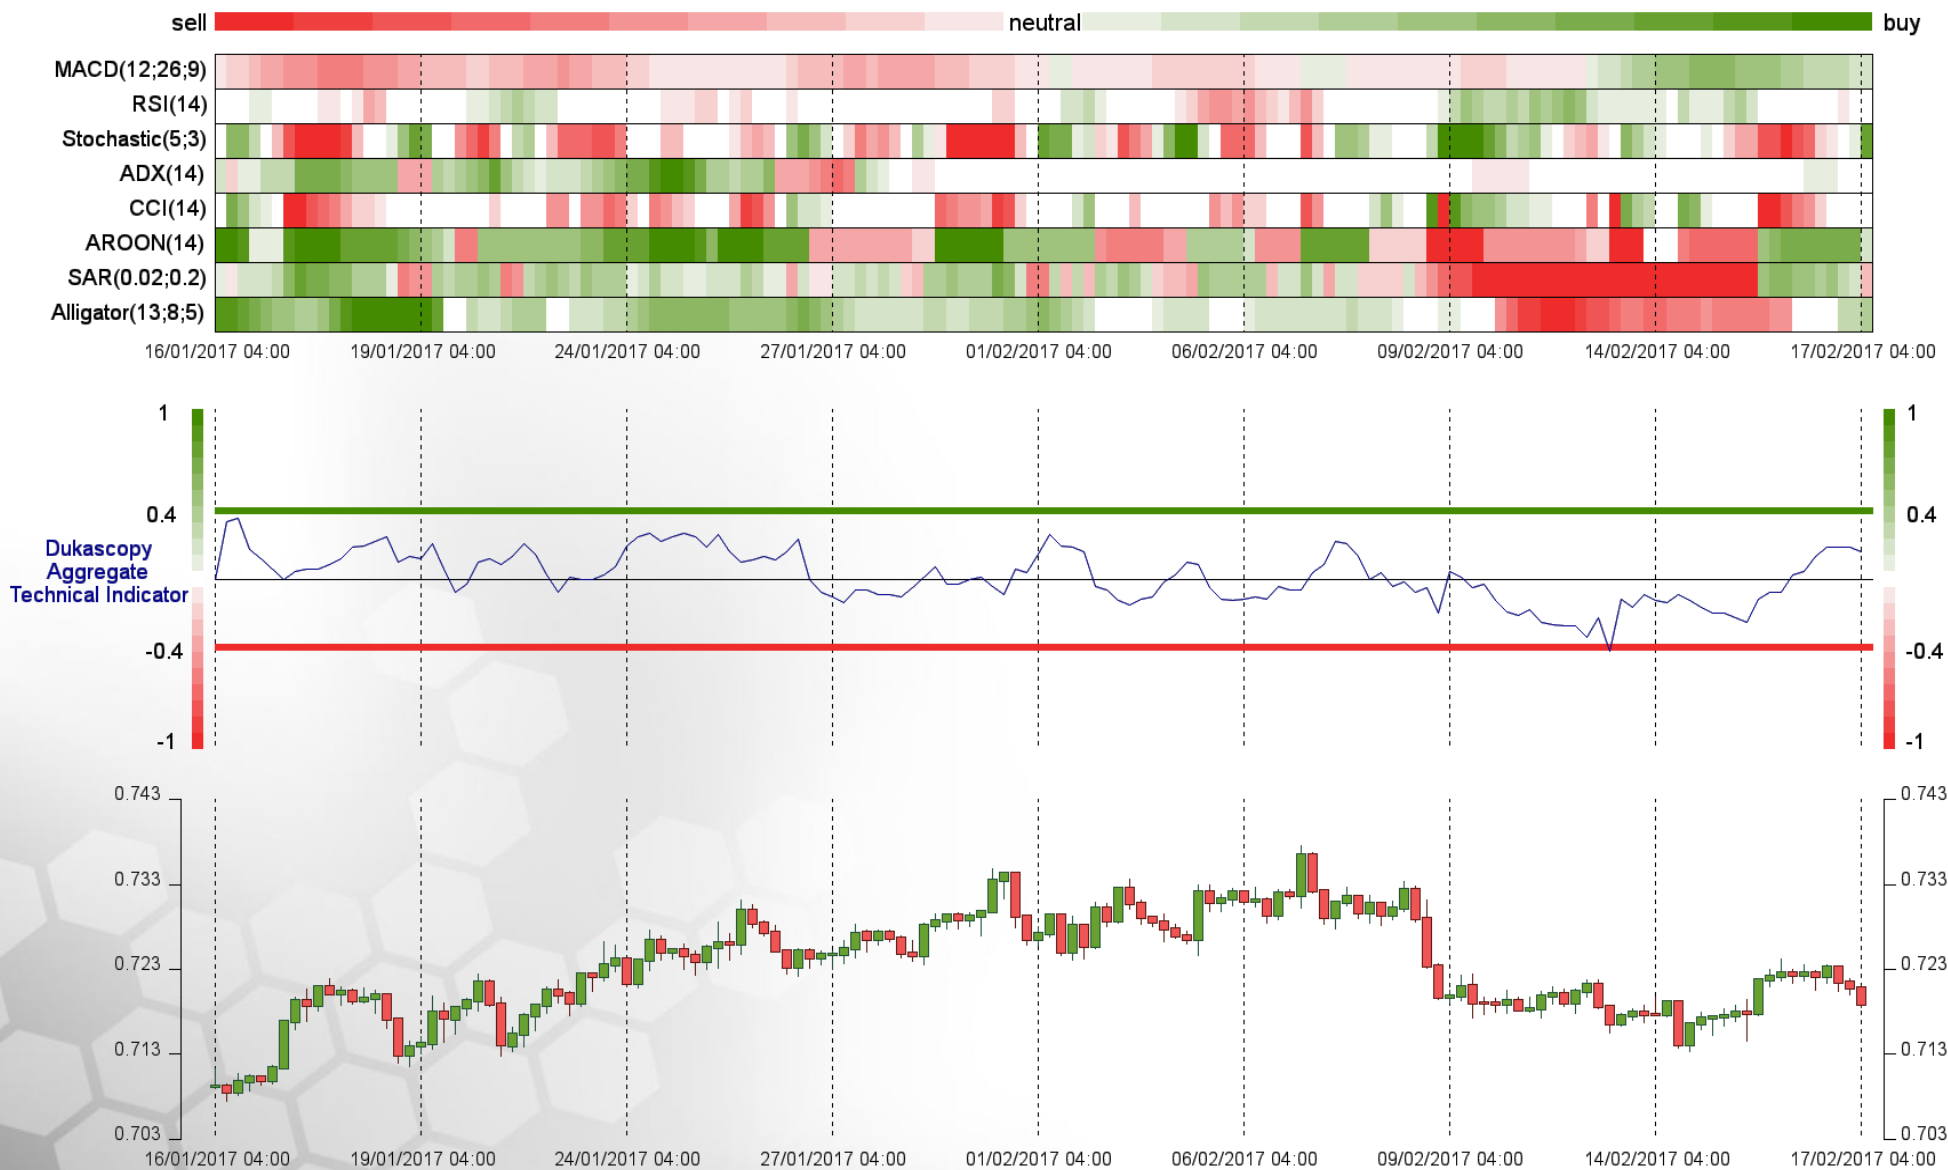 sell neutral buy
MACD(12;26;9)
RSI(14)
Stochastic(5;3)
ADX(14)
CCI(14)
AROON(14)
SAR(0.02;0.2)
Alligator(13;8;5)
16/01/2017 04:00 19/01/2017 04:00 24/01/2017 04:00 27/01/2017 04:00 01/02/2017 04:00 06/02/2017 04:00 09/02/2017 04:00 14/02/2017 04:00 17/02/2017 04:00
1 1
0.4 0.4
Dukascopy
Aggregate
Technical Indicator
-0.4 -0.4
-1 -1
0.743 0.743
0.733 0.733
0.723 0.723
0.713 0.713
0.703 0.703
16/01/2017 04:00 19/01/2017 04:00 24/01/2017 04:00 27/01/2017 04:00 01/02/2017 04:00 06/02/2017 04:00 09/02/2017 04:00 14/02/2017 04:00 17/02/2017 04:00